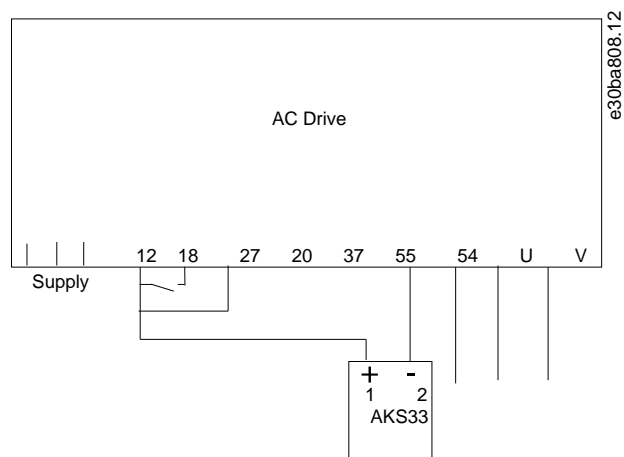 e30ba808.12
AC Drive
12 18 27 20 37 55 54 U V
Supply
+ -
1 2
AKS33